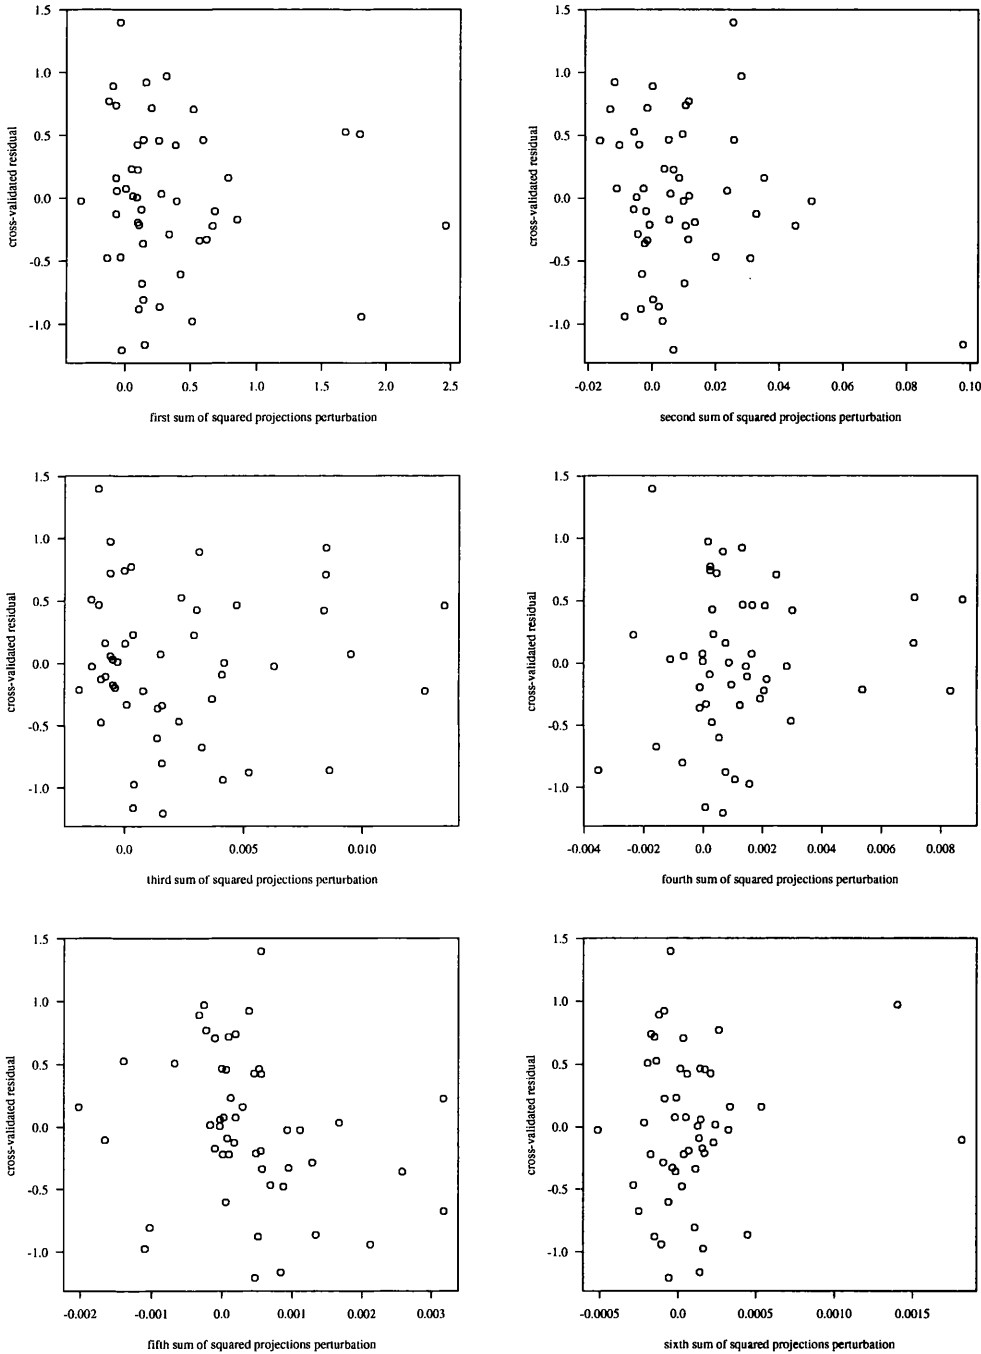 1.5
1.0
0.5
0.0
-0.5
-1.0
cross-validated residual
0.0 0.5 1.0 1.5 2.0 2.5
first sum of squared projections perturbation
1.5
1.0
0.5
0.0
-0.5
-1.0
cross-validated residual
-0.02 0.0 0.02 0.04 0.06 0.08 0.10
second sum of squared projections perturbation
1.5
1.0
0.5
0.0
-0.5
-1.0
cross-validated residual
0.0 0.005 0.010
third sum of squared projections perturbation
1.5
1.0
0.5
0.0
-0.5
-1.0
cross-validated residual
-0.004 -0.002 0.0 0.002 0.004 0.006 0.008
fourth sum of squared projections perturbation
1.5
1.0
0.5
0.0
-0.5
-1.0
cross-validated residual
-0.002 -0.001 0.0 0.001 0.002 0.003
fifth sum of squared projections perturbation
1.5
1.0
0.5
0.0
-0.5
-1.0
cross-validated residual
-0.0005 0.0 0.0005 0.0010 0.0015
sixth sum of squared projections perturbation